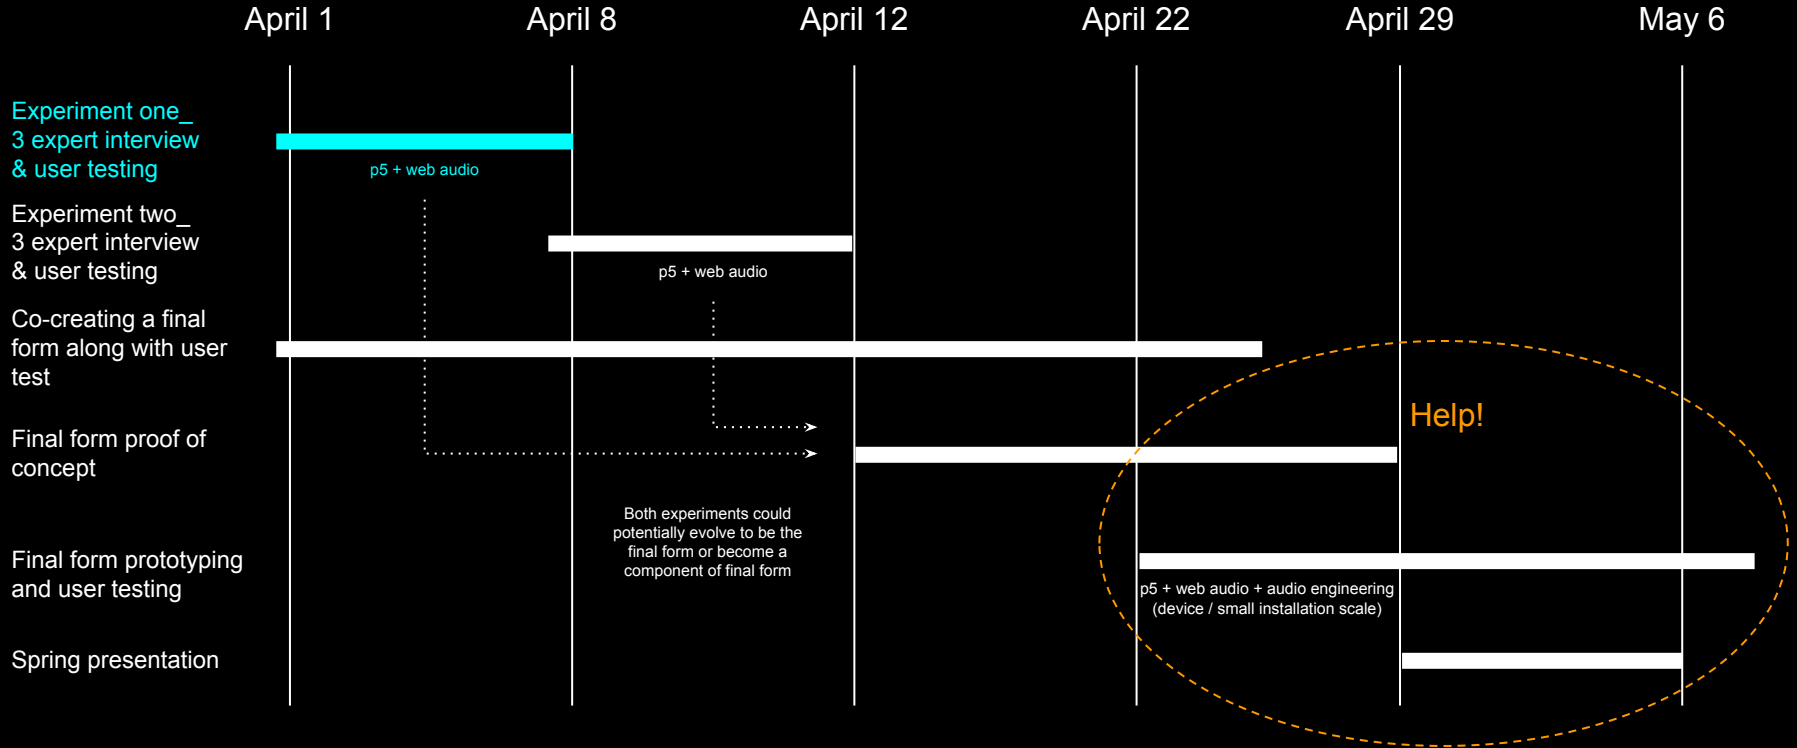 April 1
April 8
April 12
April 22
April 29
May 6
Experiment one_
3 expert interview
& user testing
p5 + web audio
Experiment two_
3 expert interview
& user testing
p5 + web audio
Co-creating a final
form along with user
test
Help!
Final form proof of
concept
Both experiments could
potentially evolve to be the
final form or become a
component of final form
Final form prototyping
and user testing
p5 + web audio + audio engineering
(device / small installation scale)
Spring presentation